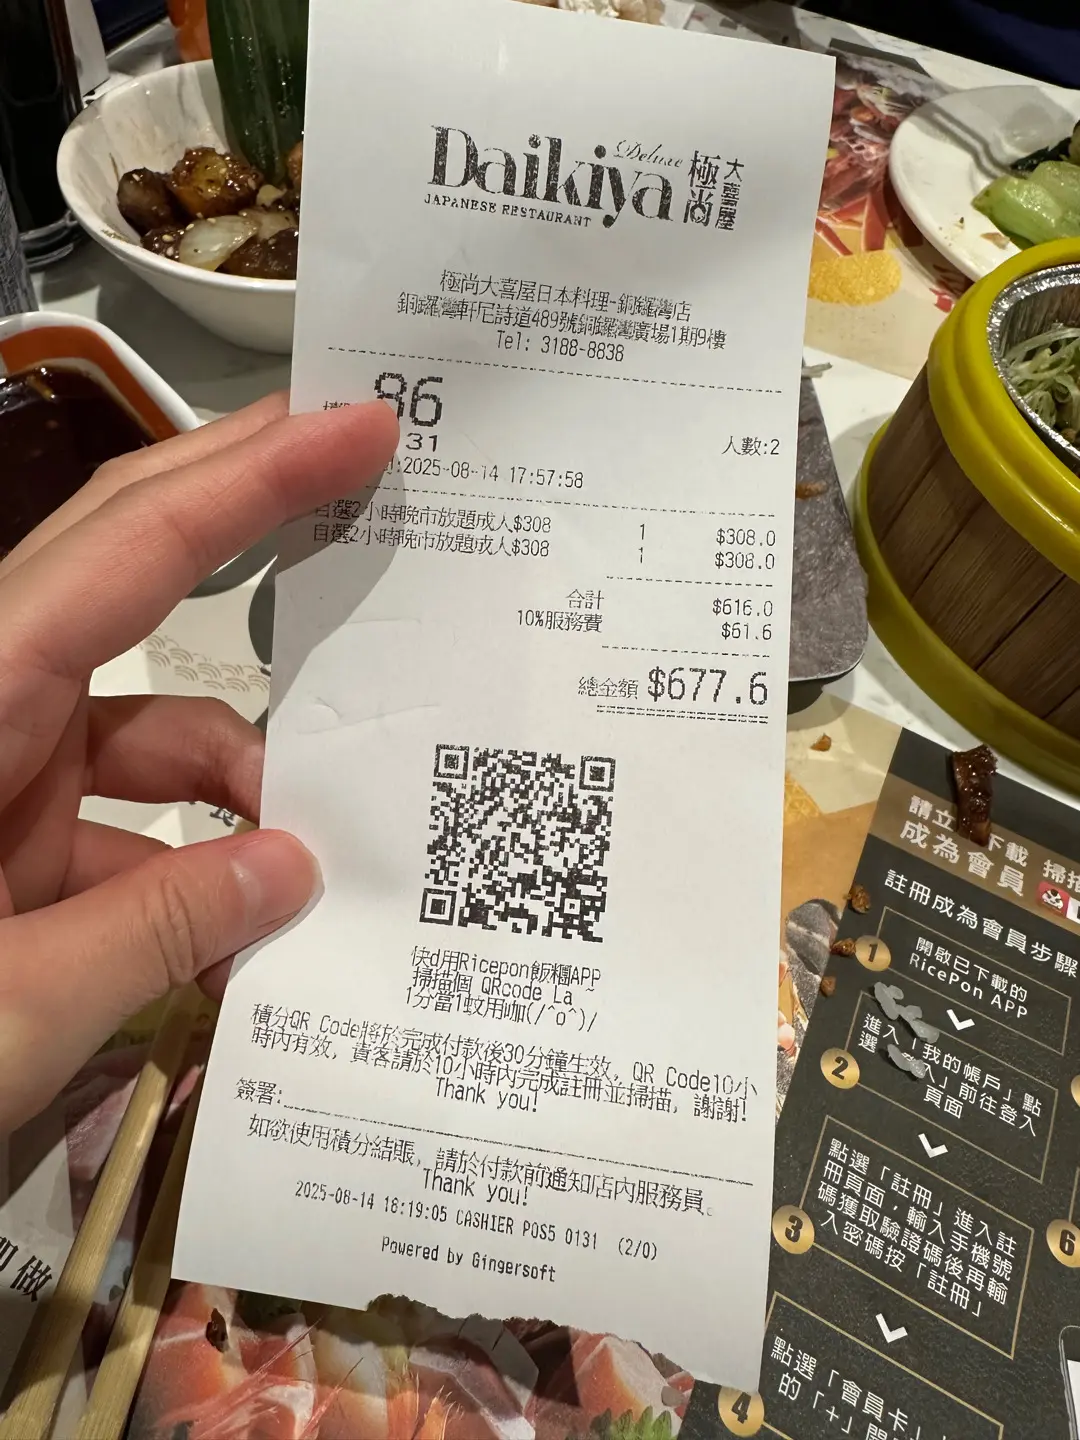 Daikiya Deluxe 極尚 大喜屋
JAPANESE RESTAURANT
極尚大喜屋日本料理-銅鑼灣店
銅鑼灣軒尼詩道489號銅鑼灣廣場1期9樓
Tel: 3188-8838
86
31
人數:2
:2025-08-14 17:57:58
自選2小時晚市放題成人$308 1 $308.0
自選2小時晚市放題成人$308 1 $308.0
合計 $616.0
10%服務費 $61.6
總金額 $677.6
快d用Ricepon飯糰APP
掃描個 QRcode La ~
1分當1蚊用咖(/^o^)/
積分QR Code將於完成付款後30分鐘生效, QR Code10小
時內有效, 貴客請於10小時內完成註冊並掃描, 謝謝!
Thank you!
簽署:
如欲使用積分結賬, 請於付款前通知店內服務員。
Thank you!
2025-08-14 18:19:05 CASHIER POS5 0131 (2/0)
Powered by Gingersoft
請立 下載
成為會員
掃描
註冊成為會員步驟
1
開啟已下載的
RicePon APP
2
進入「我的帳戶」點
選 入」前往登入
頁面
3
點選「註冊」進入註
冊頁面，輸入手機號
碼獲取驗證碼後再輸
入密碼按「註冊」
4
點選「會員卡」
的「+」開
6